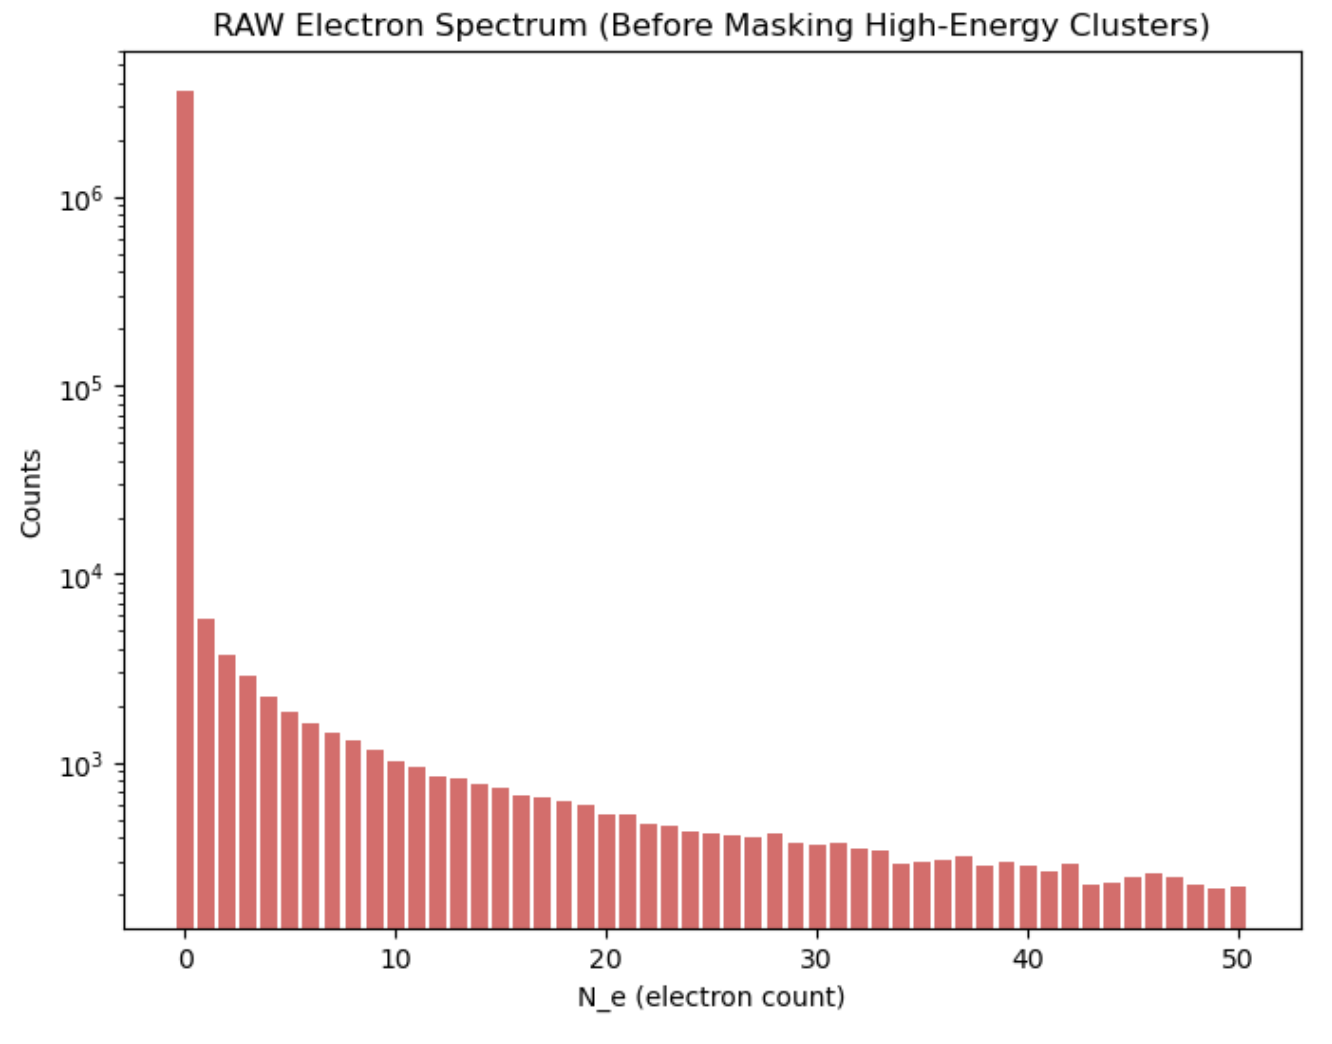 RAW Electron Spectrum (Before Masking High-Energy Clusters)
Counts
10⁶
10⁵
10⁴
10³
0 10 20 30 40 50
N_e (electron count)